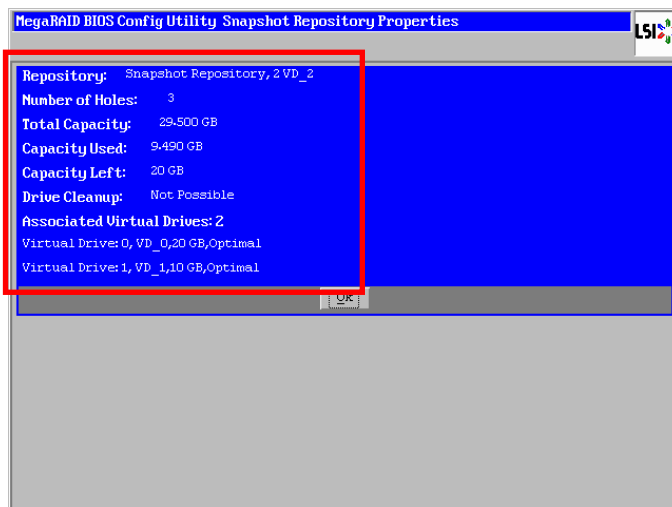 MegaRAID BIOS Config Utility Snapshot Repository Properties
LSI
Repository: Snapshot Repository, 2 VD_2
Number of Holes: 3
Total Capacity: 29.500 GB
Capacity Used: 9.490 GB
Capacity Left: 20 GB
Drive Cleanup: Not Possible
Associated Virtual Drives: 2
Virtual Drive: 0, VD_0,20 GB,Optimal
Virtual Drive: 1, VD_1,10 GB,Optimal
OK